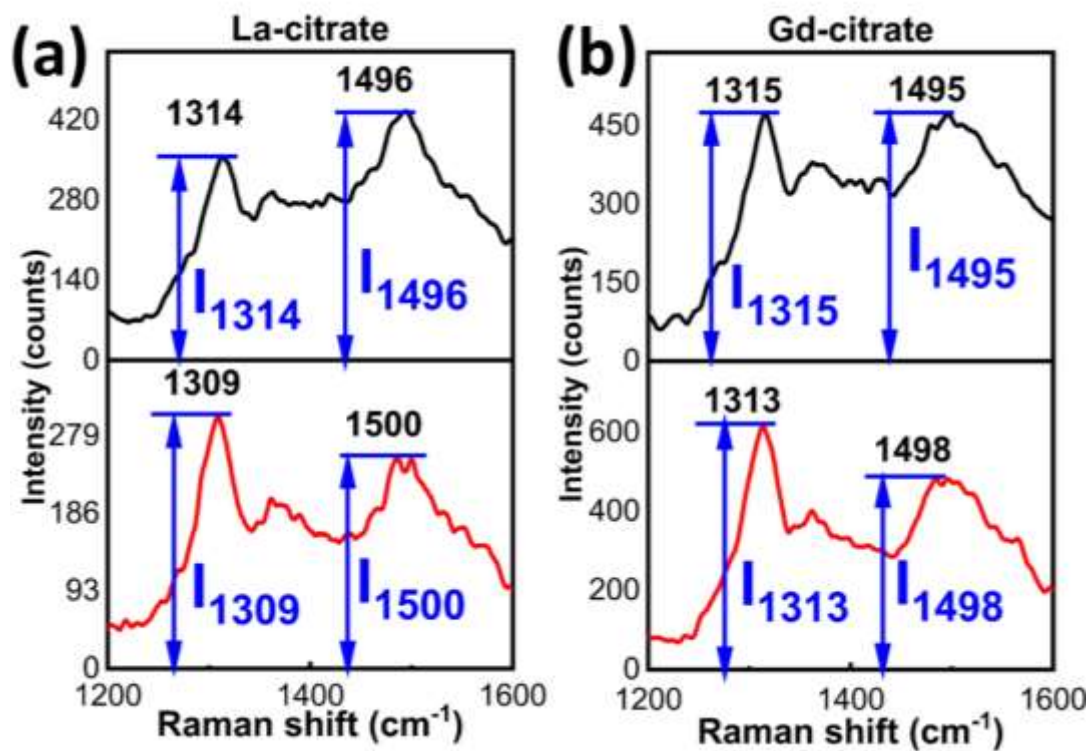 (a)
La-citrate
Intensity (counts)
420
280
140
0
1314
1496
I1314
I1496
279
186
93
0
1309
1500
I1309
I1500
1200
1400
1600
Raman shift (cm⁻¹)
(b)
Gd-citrate
Intensity (counts)
450
300
150
0
1315
1495
I1315
I1495
600
400
200
0
1313
1498
I1313
I1498
1200
1400
1600
Raman shift (cm⁻¹)